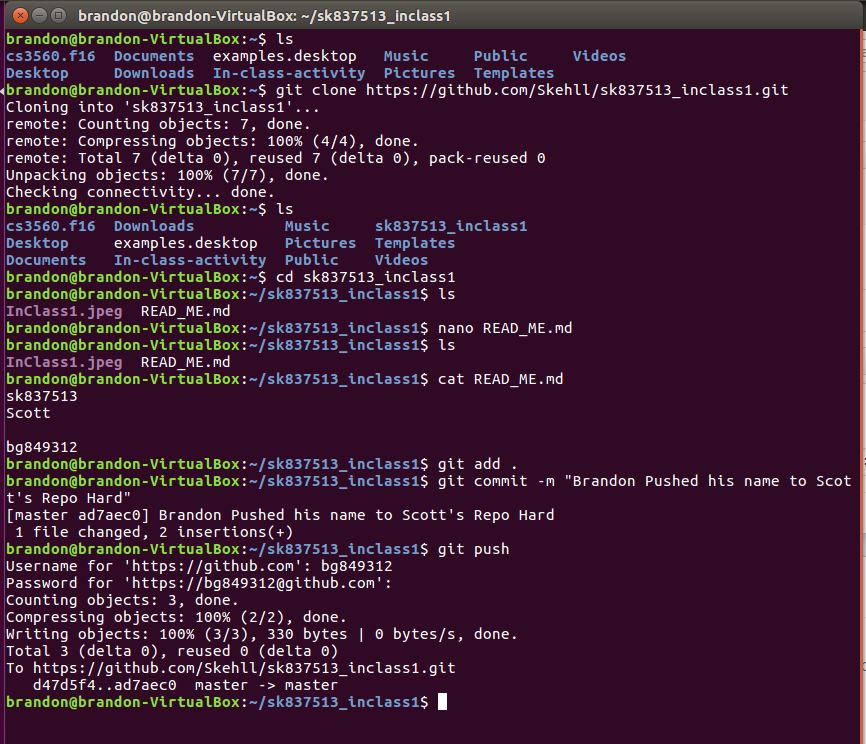 brandon@brandon-VirtualBox: ~/sk837513_inclass1
brandon@brandon-VirtualBox:~$ ls
cs3560.f16  Documents  examples.desktop   Music     Public     Videos
Desktop     Downloads  In-class-activity  Pictures  Templates
brandon@brandon-VirtualBox:~$ git clone https://github.com/Skehll/sk837513_inclass1.git
Cloning into 'sk837513_inclass1'...
remote: Counting objects: 7, done.
remote: Compressing objects: 100% (4/4), done.
remote: Total 7 (delta 0), reused 7 (delta 0), pack-reused 0
Unpacking objects: 100% (7/7), done.
Checking connectivity... done.
brandon@brandon-VirtualBox:~$ ls
cs3560.f16  Downloads          Music     sk837513_inclass1
Desktop     examples.desktop   Pictures  Templates
Documents   In-class-activity  Public    Videos
brandon@brandon-VirtualBox:~$ cd sk837513_inclass1
brandon@brandon-VirtualBox:~/sk837513_inclass1$ ls
InClass1.jpeg  READ_ME.md
brandon@brandon-VirtualBox:~/sk837513_inclass1$ nano READ_ME.md
brandon@brandon-VirtualBox:~/sk837513_inclass1$ ls
InClass1.jpeg  READ_ME.md
brandon@brandon-VirtualBox:~/sk837513_inclass1$ cat READ_ME.md
sk837513
Scott

bg849312
brandon@brandon-VirtualBox:~/sk837513_inclass1$ git add .
brandon@brandon-VirtualBox:~/sk837513_inclass1$ git commit -m "Brandon Pushed his name to Scot
t's Repo Hard"
[master ad7aec0] Brandon Pushed his name to Scott's Repo Hard
 1 file changed, 2 insertions(+)
brandon@brandon-VirtualBox:~/sk837513_inclass1$ git push
Username for 'https://github.com': bg849312
Password for 'https://bg849312@github.com':
Counting objects: 3, done.
Compressing objects: 100% (2/2), done.
Writing objects: 100% (3/3), 330 bytes | 0 bytes/s, done.
Total 3 (delta 0), reused 0 (delta 0)
To https://github.com/Skehll/sk837513_inclass1.git
   d47d5f4..ad7aec0  master -> master
brandon@brandon-VirtualBox:~/sk837513_inclass1$